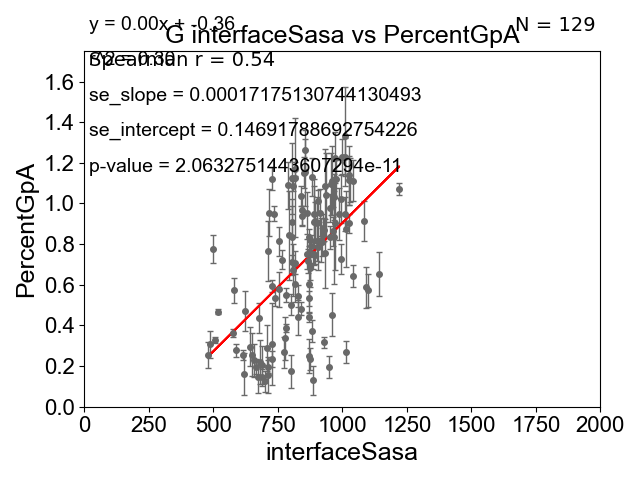 y = 0.00x + -0.36
N = 129
G interfaceSasa vs PercentGpA
Spearman r = 0.54
se_slope = 0.00017175130744130493
se_intercept = 0.14691788692754226
p-value = 2.0632751443607294e-11
PercentGpA
1.6
1.4
1.2
1.0
0.8
0.6
0.4
0.2
0.0
0 250 500 750 1000 1250 1500 1750 2000
interfaceSasa